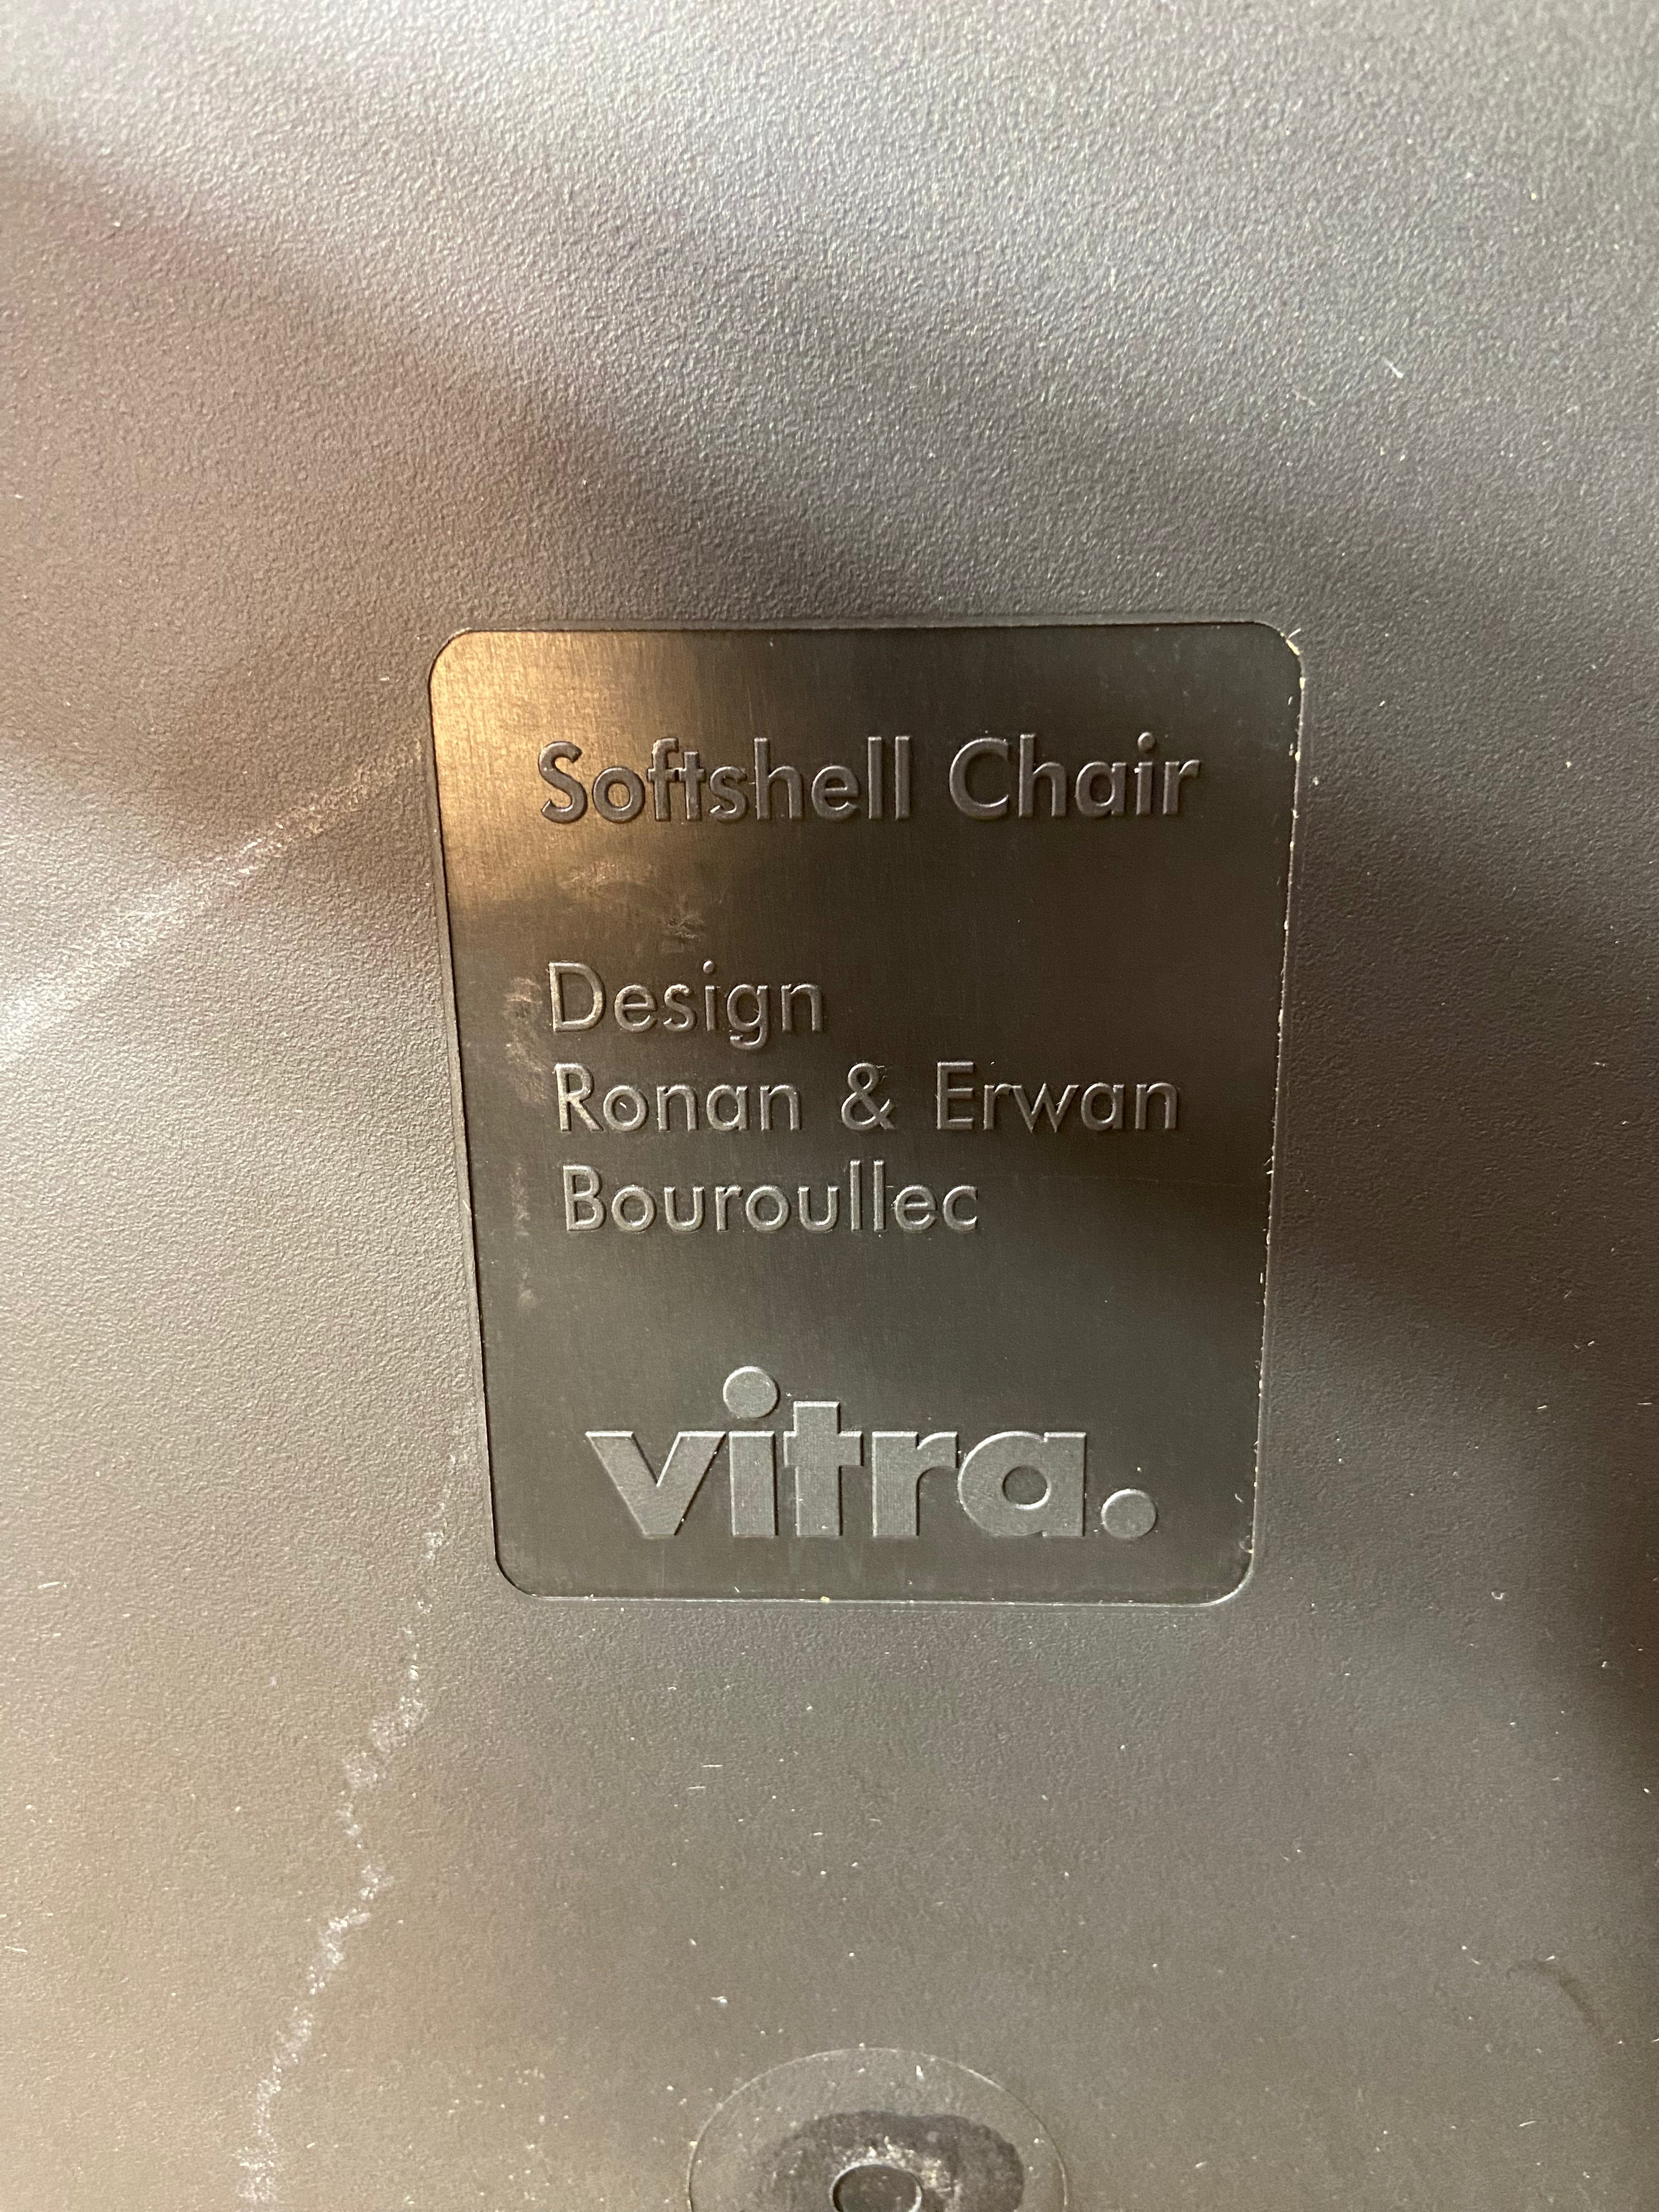 Softshell Chair
Design
Ronan & Erwan
Bouroullec
vitra.